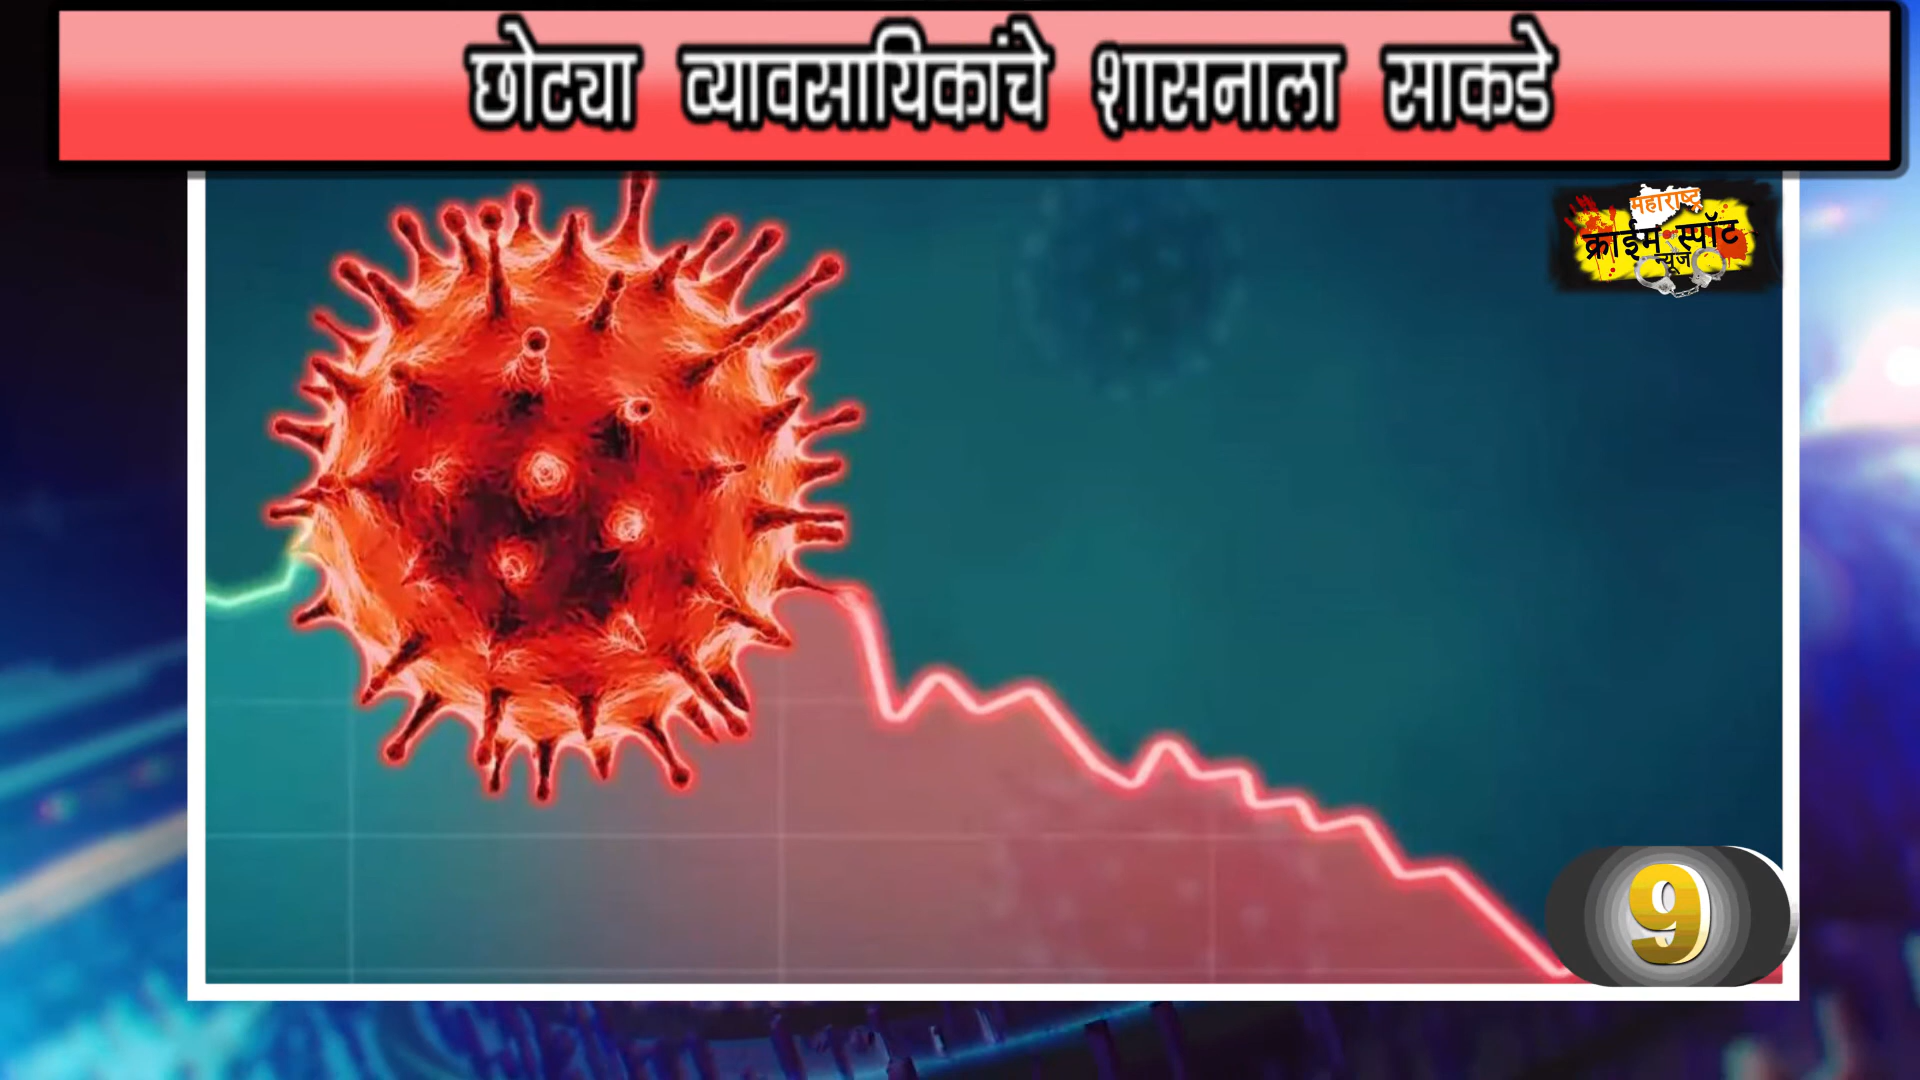 छोट्या व्यावसायिकांचे शासनाला साकडे
महाराष्ट्र
क्राईम स्पॉट
न्यूज
9